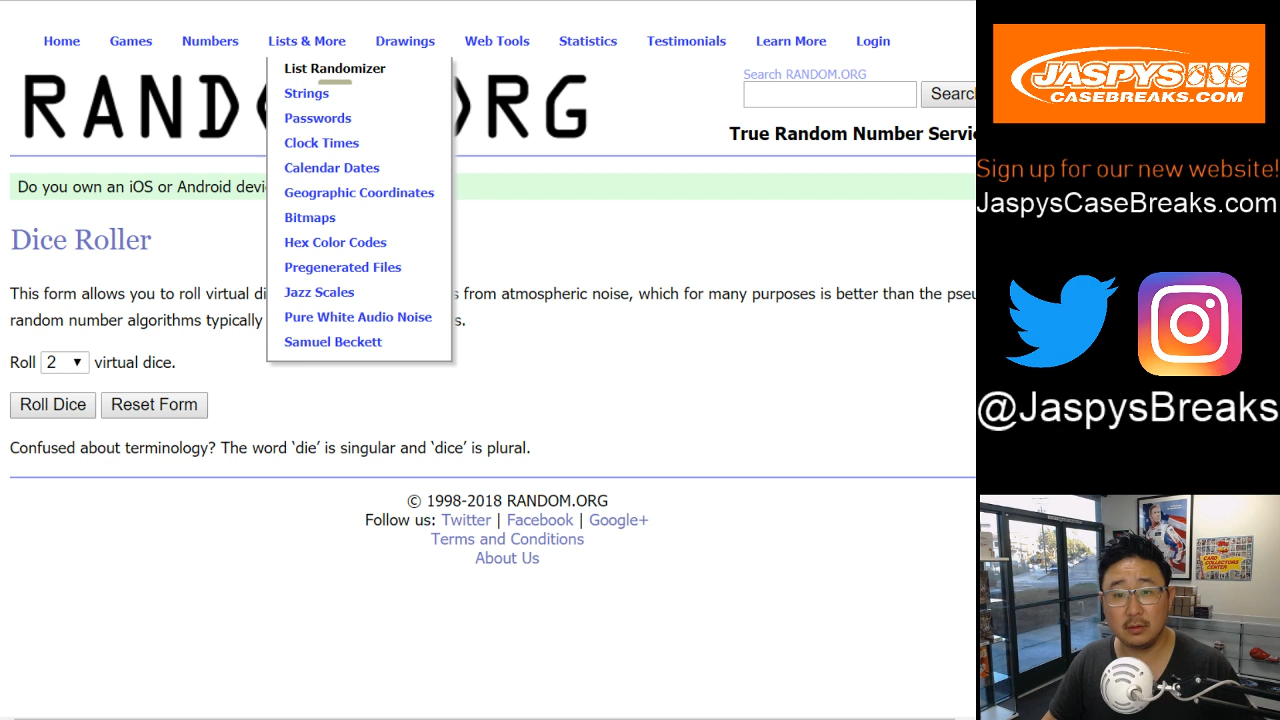 Home Games Numbers Lists & More Drawings Web Tools Statistics Testimonials Learn More Login
List Randomizer
Strings
Passwords
Clock Times
Calendar Dates
Geographic Coordinates
Bitmaps
Hex Color Codes
Pregenerated Files
Jazz Scales
Pure White Audio Noise
Samuel Beckett
RAND ORG
Search RANDOM.ORG
Search
True Random Number Servi
Do you own an iOS or Android devi
Dice Roller
This form allows you to roll virtual di s from atmospheric noise, which for many purposes is better than the pseu
random number algorithms typically s.
Roll 2 virtual dice.
Roll Dice Reset Form
Confused about terminology? The word ‘die’ is singular and ‘dice’ is plural.
© 1998-2018 RANDOM.ORG
Follow us: Twitter | Facebook | Google+
Terms and Conditions
About Us
JASPYS
CASEBREAKS.COM
Sign up for our new website!
JaspysCaseBreaks.com
@JaspysBreaks
CARD
COLLECTORS
CENTER